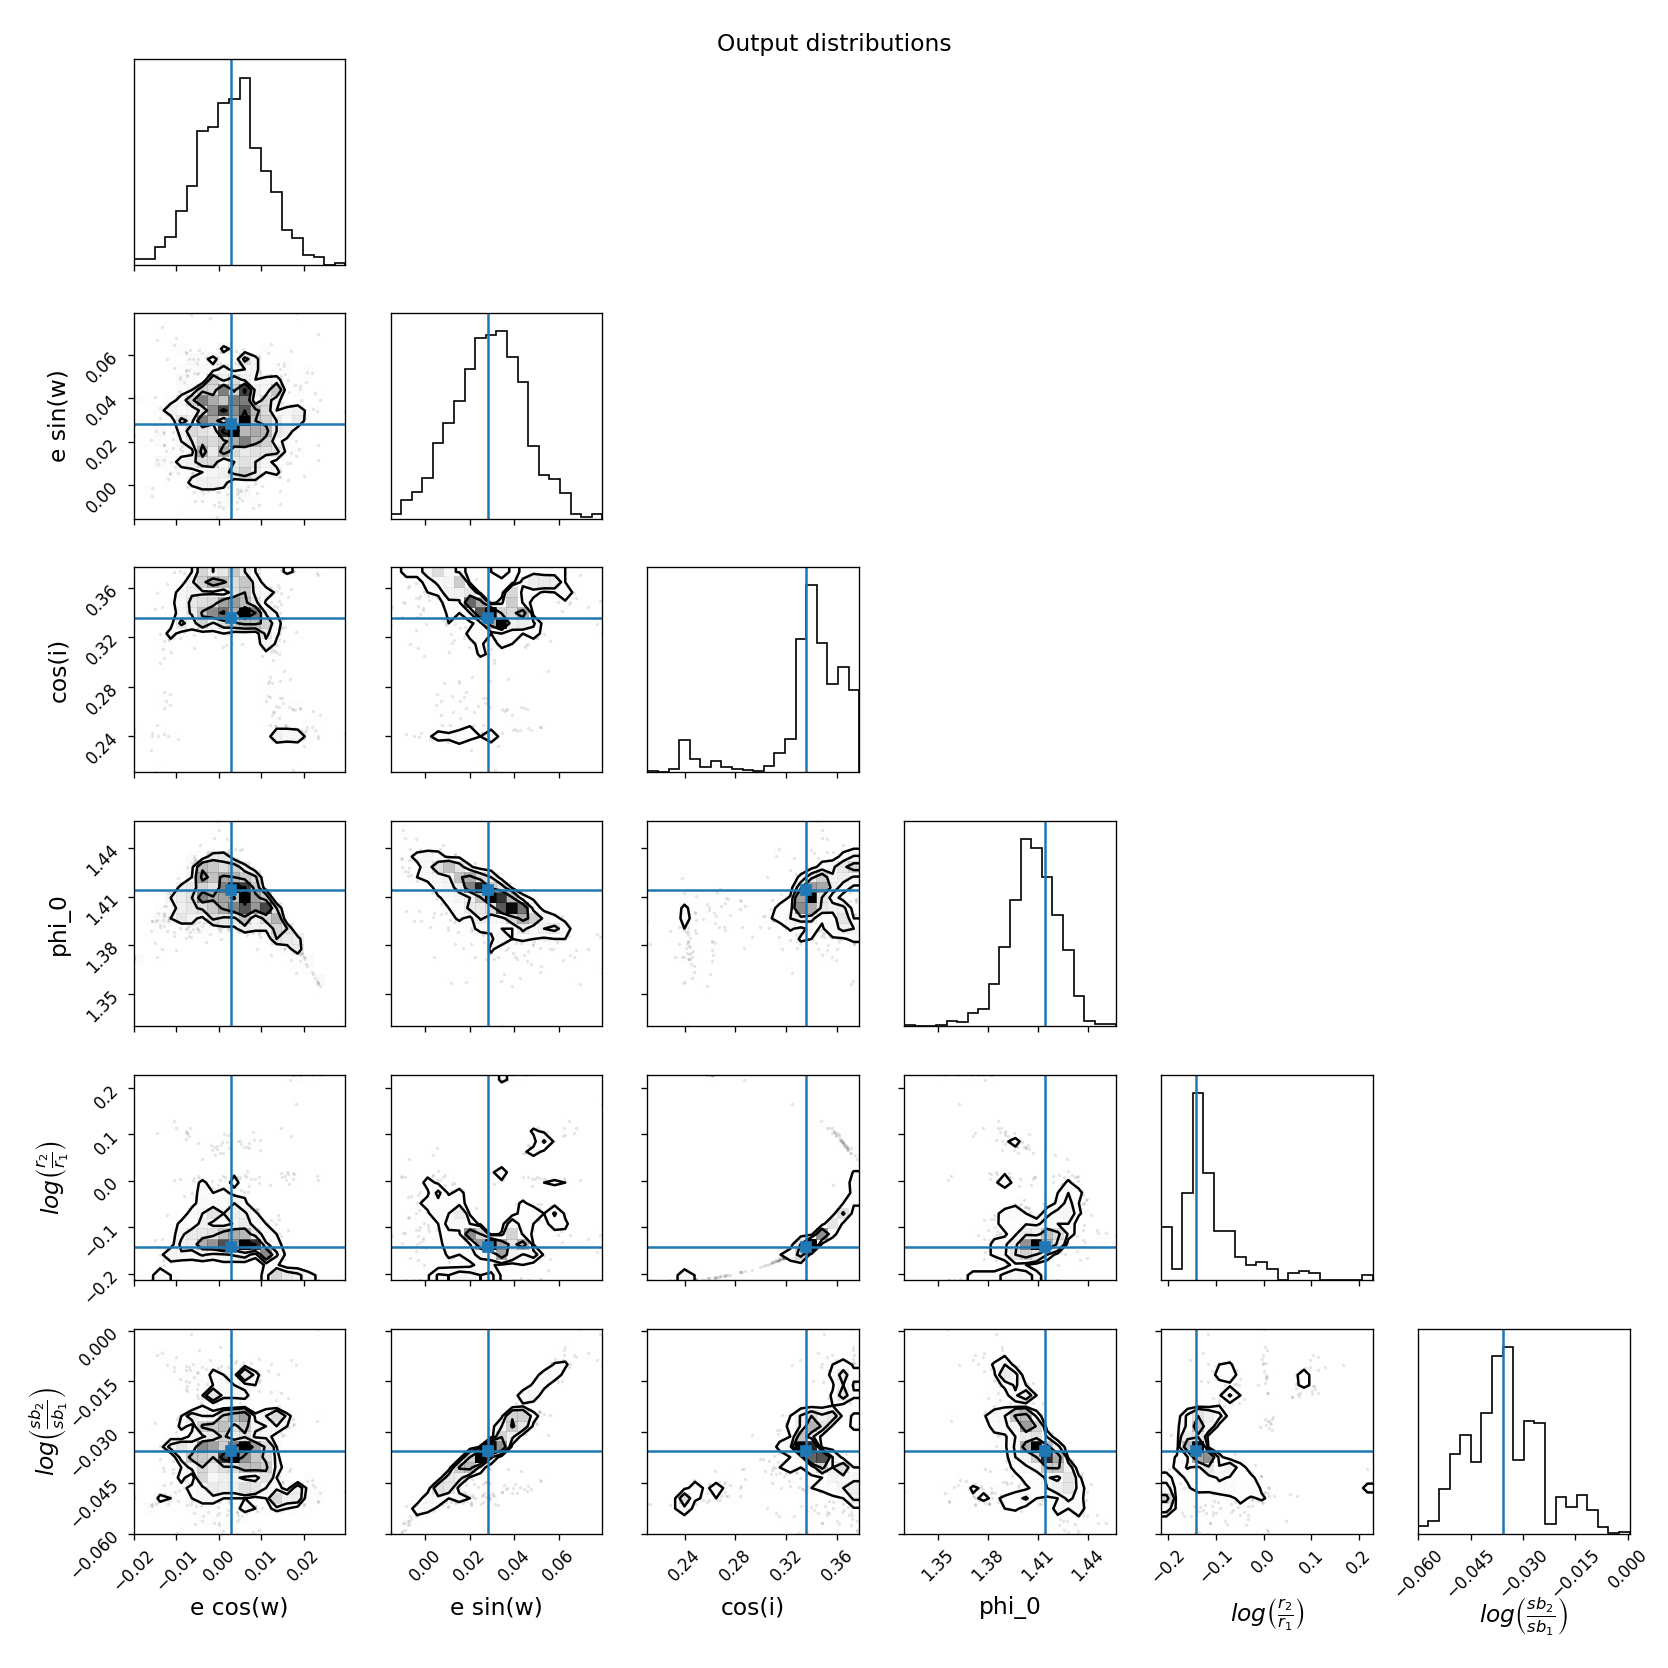 Output distributions
0.06
0.04
0.02
0.00
e sin(w)
0.36
0.32
0.28
0.24
cos(i)
1.44
1.41
1.38
1.35
phi_0
0.2
0.1
0.0
−0.1
−0.2
log(r2/r1)
0.000
−0.015
−0.030
−0.045
−0.060
log(sb2/sb1)
−0.02 −0.01 0.00 0.01 0.02
0.00 0.02 0.04 0.06
0.24 0.28 0.32 0.36
1.35 1.38 1.41 1.44
−0.2 −0.1 0.0 0.1 0.2
−0.060 −0.045 −0.030 −0.015 0.000
e cos(w) e sin(w) cos(i) phi_0 log(r2/r1) log(sb2/sb1)